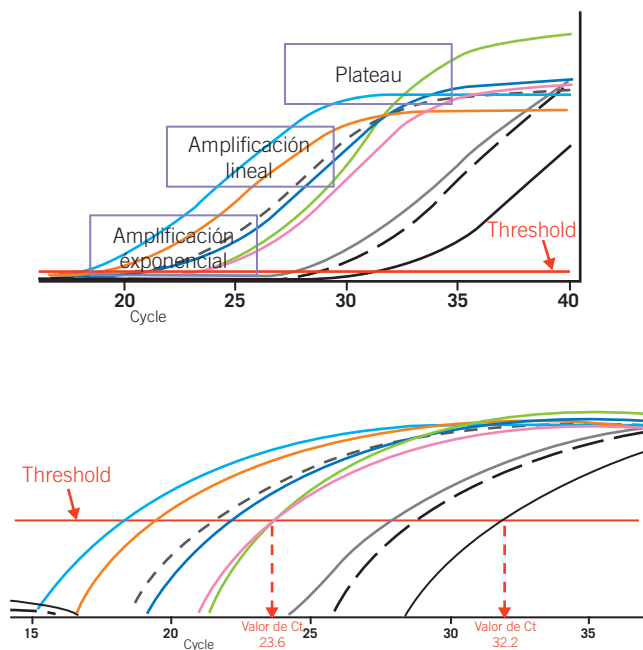 Plateau
Amplificación
lineal
Amplificación
exponencial
Threshold
20 25 30 35 40
Cycle
Threshold
15 20 25 30 35
Cycle
Valor de Ct
23.6
Valor de Ct
32.2